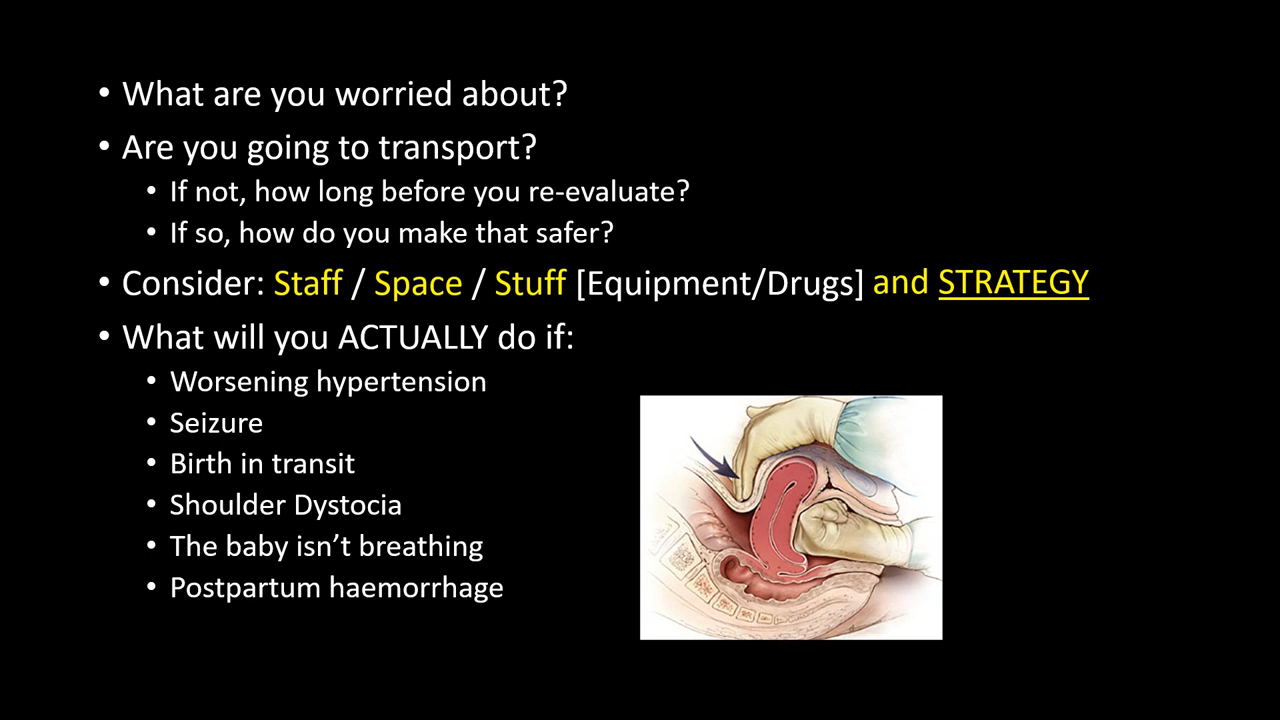 • What are you worried about?
• Are you going to transport?
• If not, how long before you re-evaluate?
• If so, how do you make that safer?
• Consider: Staff / Space / Stuff [Equipment/Drugs] and STRATEGY
• What will you ACTUALLY do if:
• Worsening hypertension
• Seizure
• Birth in transit
• Shoulder Dystocia
• The baby isn’t breathing
• Postpartum haemorrhage